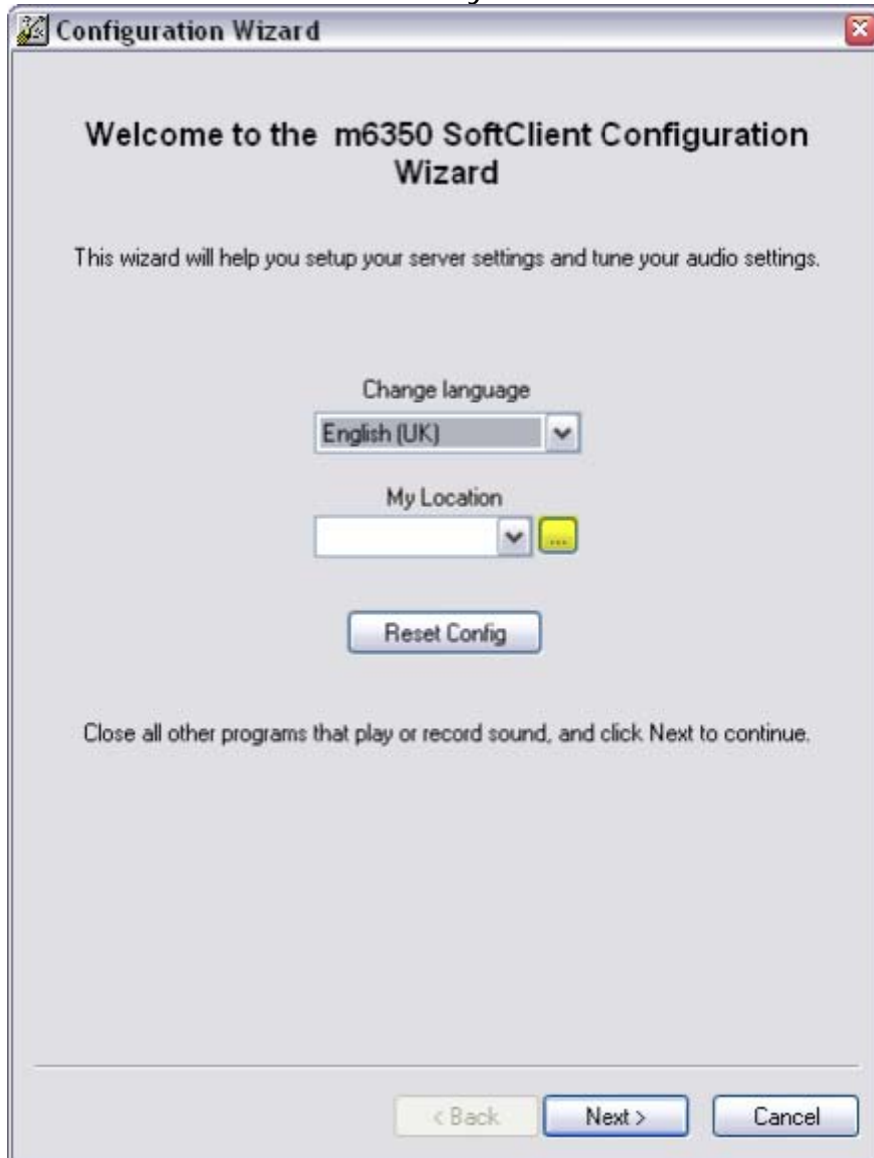 Configuration Wizard
Welcome to the m6350 SoftClient Configuration
Wizard
This wizard will help you setup your server settings and tune your audio settings.
Change language
English (UK)
My Location
...
Reset Config
Close all other programs that play or record sound, and click Next to continue.
< Back
Next >
Cancel